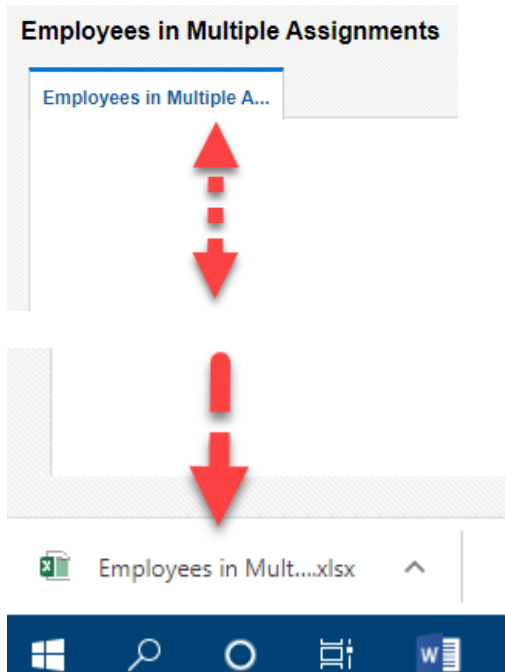 Employees in Multiple Assignments
Employees in Multiple A...
Employees in Mult....xlsx